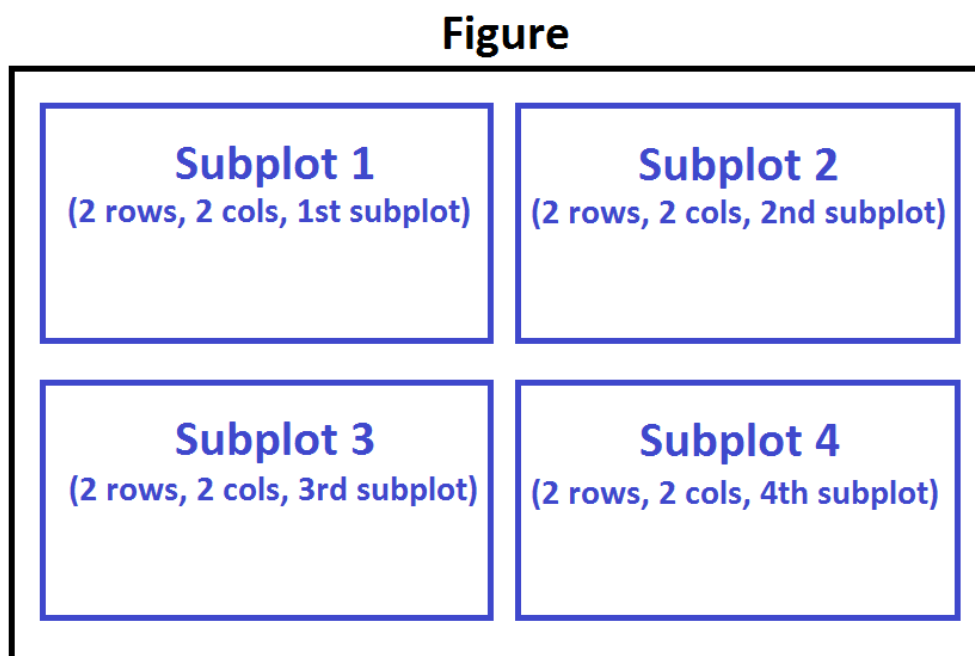 Figure
Subplot 1
(2 rows, 2 cols, 1st subplot)
Subplot 2
(2 rows, 2 cols, 2nd subplot)
Subplot 3
(2 rows, 2 cols, 3rd subplot)
Subplot 4
(2 rows, 2 cols, 4th subplot)